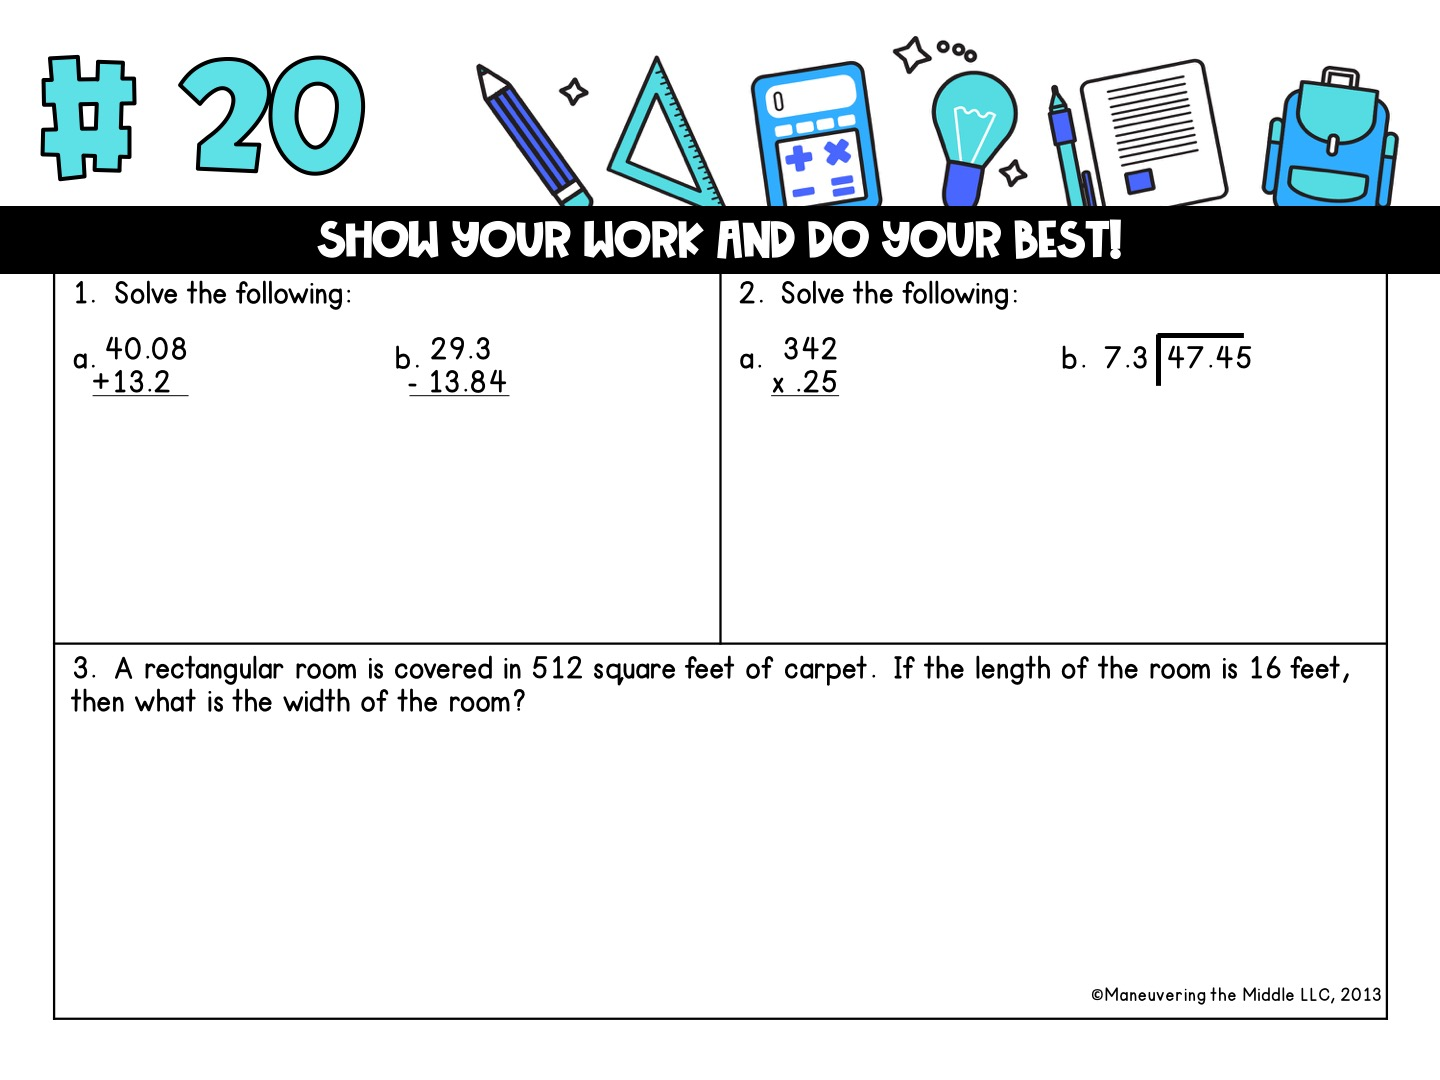 # 20
0
SHOW YOUR WORK AND DO YOUR BEST!
1. Solve the following:
a. 40.08
+13.2
b. 29.3
- 13.84
2. Solve the following:
a. 342
x .25
b. 7.3 47.45
3. A rectangular room is covered in 512 square feet of carpet. If the length of the room is 16 feet,
then what is the width of the room?
©Maneuvering the Middle LLC, 2013